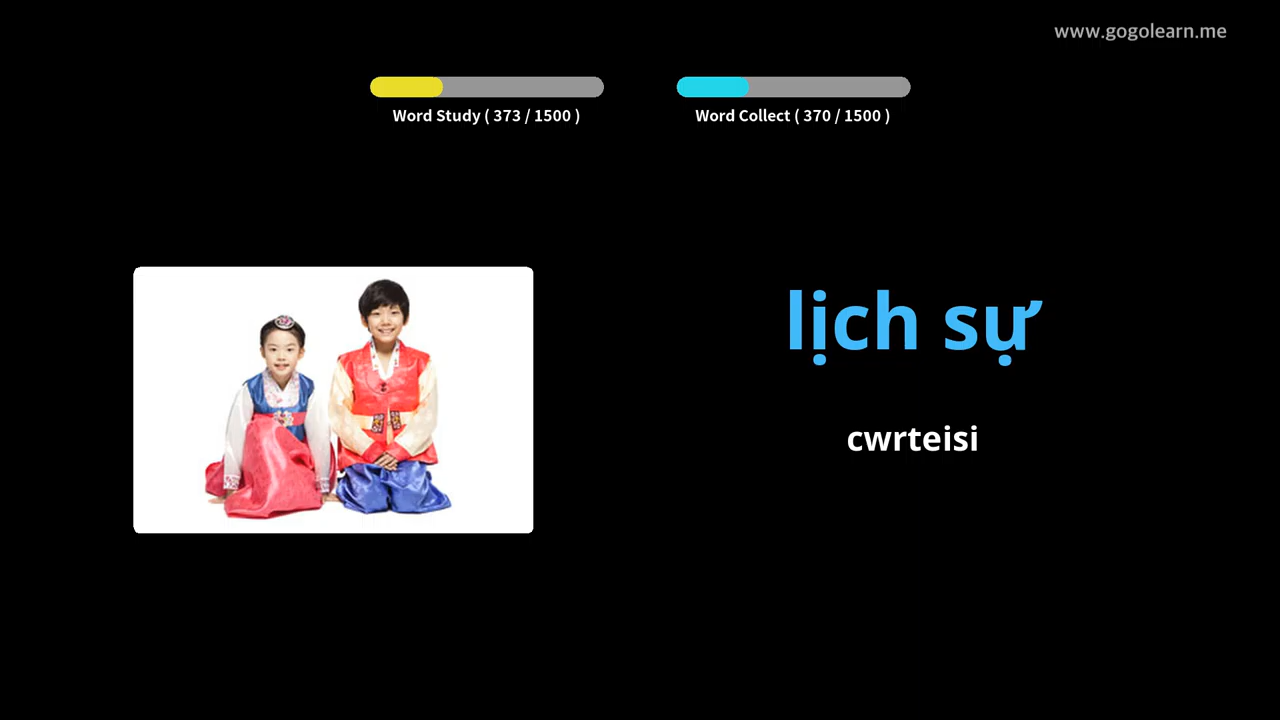 www.gogolearn.me
Word Study ( 373 / 1500 )
Word Collect ( 370 / 1500 )
lịch sự
cwrteisi